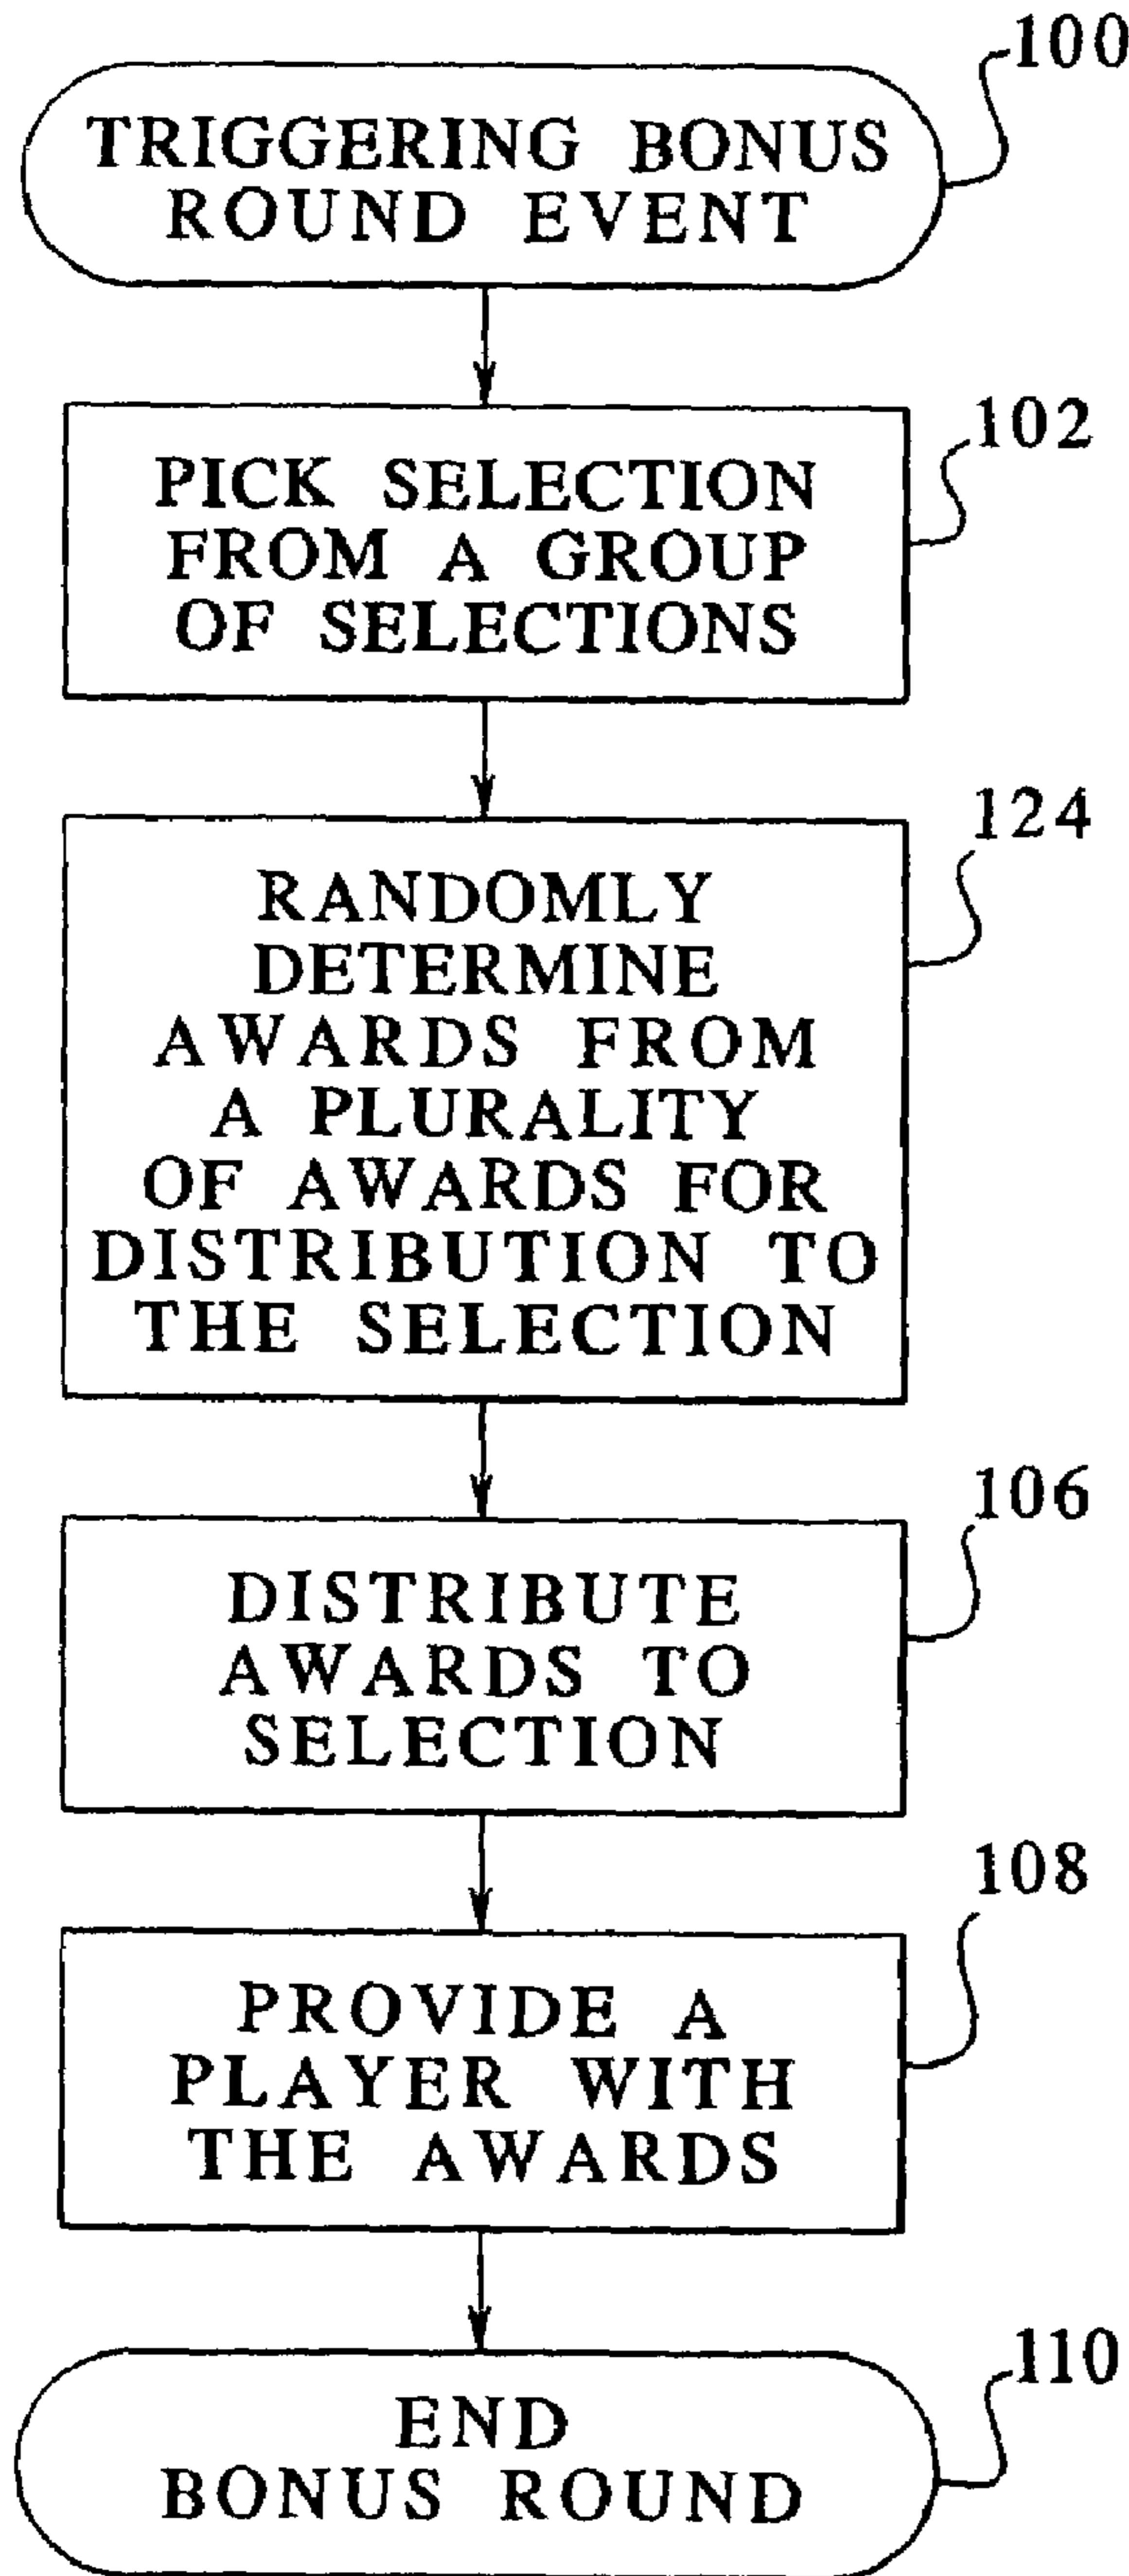 100
TRIGGERING BONUS
ROUND EVENT
102
PICK SELECTION
FROM A GROUP
OF SELECTIONS
124
RANDOMLY
DETERMINE
AWARDS FROM
A PLURALITY
OF AWARDS FOR
DISTRIBUTION TO
THE SELECTION
106
DISTRIBUTE
AWARDS TO
SELECTION
108
PROVIDE A
PLAYER WITH
THE AWARDS
110
END
BONUS ROUND